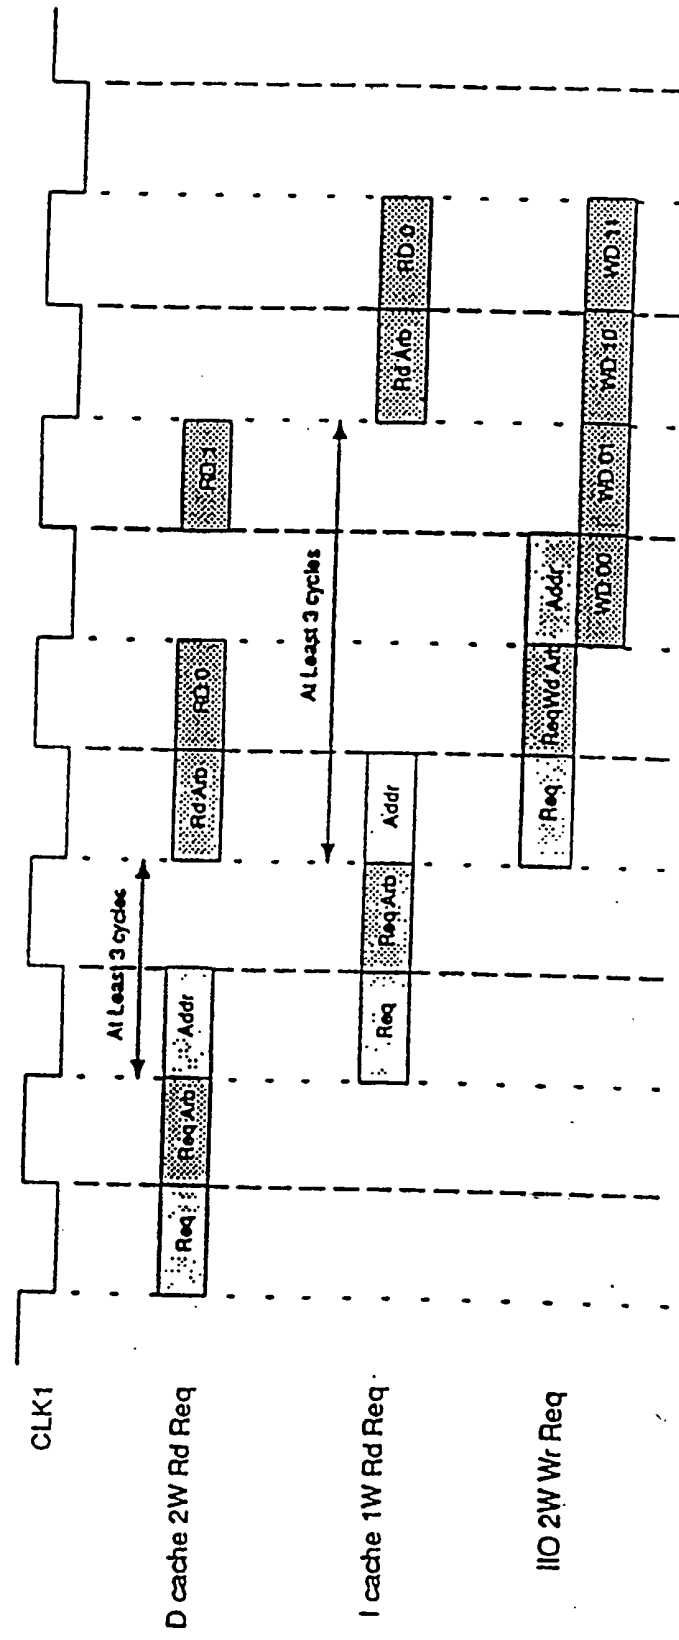 CLK1
D cache 2W Rd Req
Req
Req Arb
Addr
At Least 3 cycles
Rd Arb
RD:0
RD:1
I cache 1W Rd Req
Req
Req Arb
Addr
At Least 3 cycles
Rd Arb
RD:0
IIO 2W Wr Req
Req
ReqWd Arb
Addr
WD:00
WD:01
WD:10
WD:11